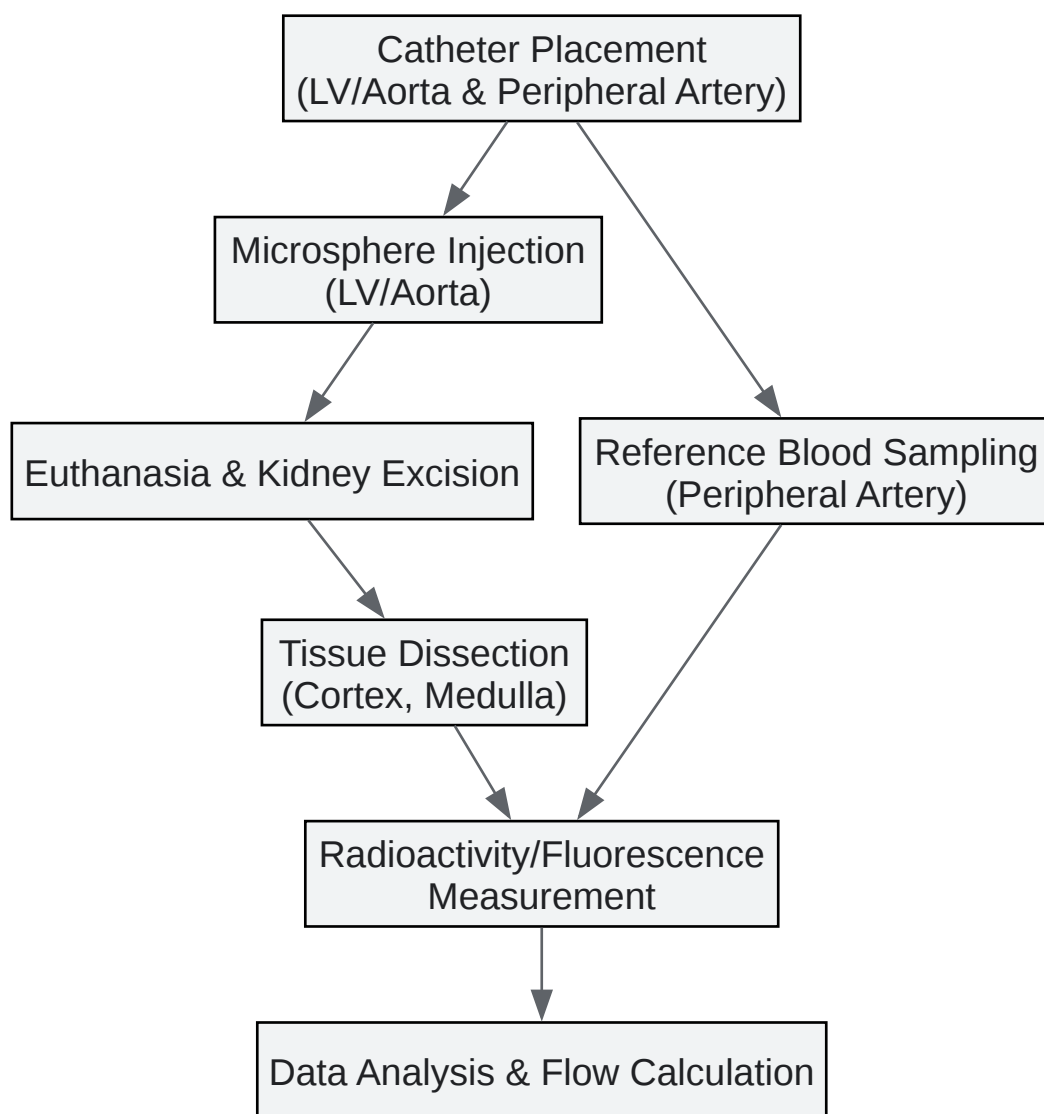 Catheter Placement
(LV/Aorta & Peripheral Artery)
Microsphere Injection
(LV/Aorta)
Euthanasia & Kidney Excision
Reference Blood Sampling
(Peripheral Artery)
Tissue Dissection
(Cortex, Medulla)
Radioactivity/Fluorescence
Measurement
Data Analysis & Flow Calculation